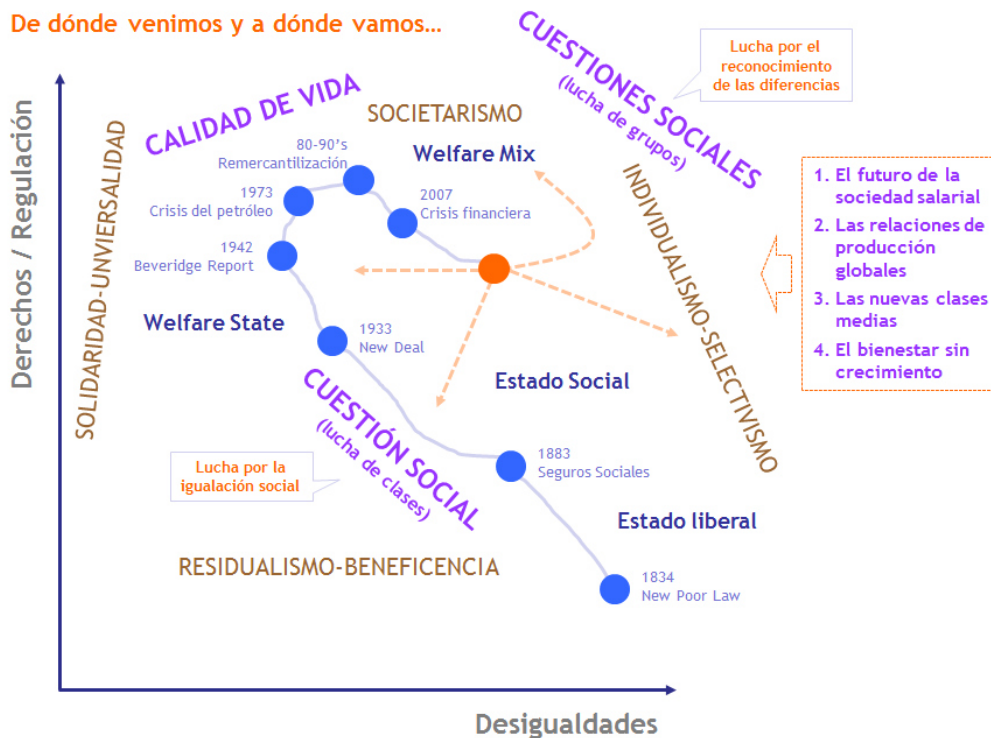 De dónde venimos y a dónde vamos...
Derechos / Regulación
SOLIDARIDAD-UNVIERSALIDAD
CALIDAD DE VIDA
SOCIETARISMO
CUESTIONES SOCIALES
(lucha de grupos)
Lucha por el
reconocimiento
de las diferencias
80-90's
Remercantilización
Welfare Mix
1973
Crisis del petróleo
2007
Crisis financiera
1942
Beveridge Report
INDIVIDUALISMO-SELECTIVISMO
1. El futuro de la
sociedad salarial
2. Las relaciones de
producción
globales
3. Las nuevas clases
medias
4. El bienestar sin
crecimiento
Welfare State
1933
New Deal
Estado Social
CUESTIÓN SOCIAL
(lucha de clases)
Lucha por la
igualación social
1883
Seguros Sociales
Estado liberal
RESIDUALISMO-BENEFICENCIA
1834
New Poor Law
Desigualdades